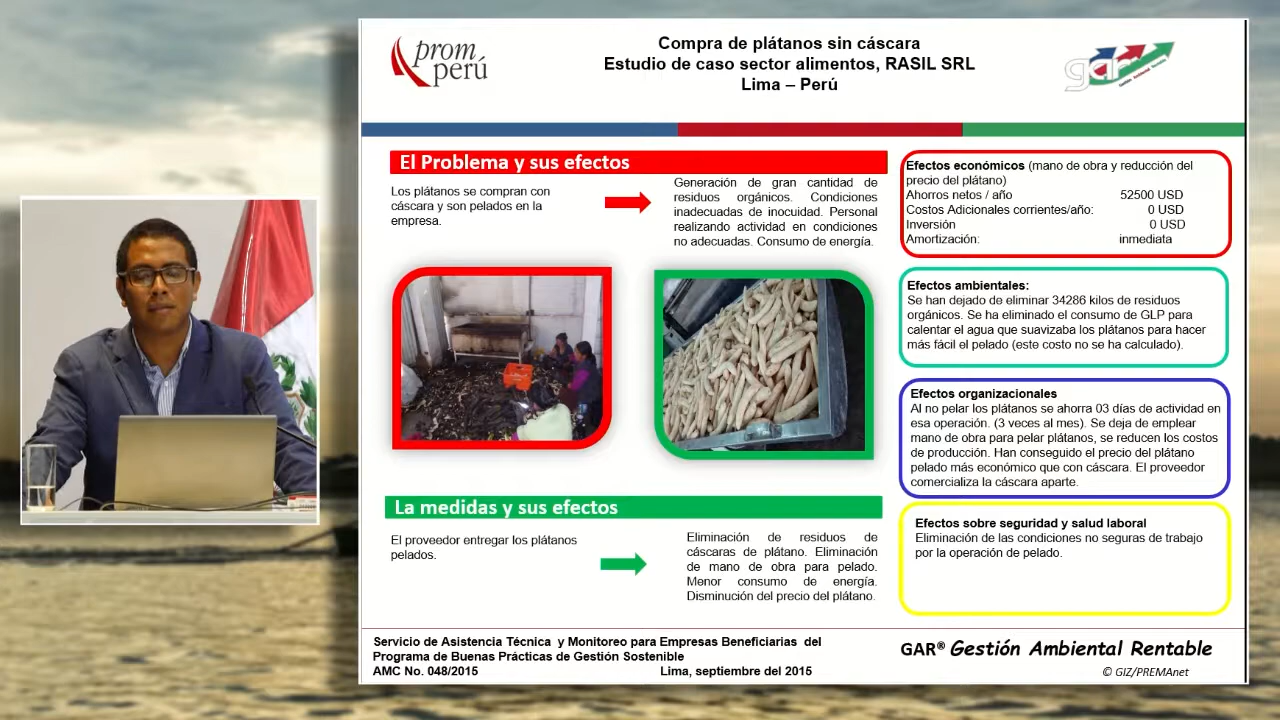 prom
perú
Compra de plátanos sin cáscara
Estudio de caso sector alimentos, RASIL SRL
Lima – Perú
gar
El Problema y sus efectos
Los plátanos se compran con
cáscara y son pelados en la
empresa.
Generación de gran cantidad de
residuos orgánicos. Condiciones
inadecuadas de inocuidad. Personal
realizando actividad en condiciones
no adecuadas. Consumo de energía.
La medidas y sus efectos
El proveedor entregar los plátanos
pelados.
Eliminación de residuos de
cáscaras de plátano. Eliminación
de mano de obra para pelado.
Menor consumo de energía.
Disminución del precio del plátano.
Efectos económicos (mano de obra y reducción del
precio del plátano)
Ahorros netos / año 52500 USD
Costos Adicionales corrientes/año: 0 USD
Inversión 0 USD
Amortización: inmediata
Efectos ambientales:
Se han dejado de eliminar 34286 kilos de residuos
orgánicos. Se ha eliminado el consumo de GLP para
calentar el agua que suavizaba los plátanos para hacer
más fácil el pelado (este costo no se ha calculado).
Efectos organizacionales
Al no pelar los plátanos se ahorra 03 días de actividad en
esa operación. (3 veces al mes). Se deja de emplear
mano de obra para pelar plátanos, se reducen los costos
de producción. Han conseguido el precio del plátano
pelado más económico que con cáscara. El proveedor
comercializa la cáscara aparte.
Efectos sobre seguridad y salud laboral
Eliminación de las condiciones no seguras de trabajo
por la operación de pelado.
Servicio de Asistencia Técnica y Monitoreo para Empresas Beneficiarias del
Programa de Buenas Prácticas de Gestión Sostenible
AMC No. 048/2015 Lima, septiembre del 2015
GAR® Gestión Ambiental Rentable
© GIZ/PREMAnet